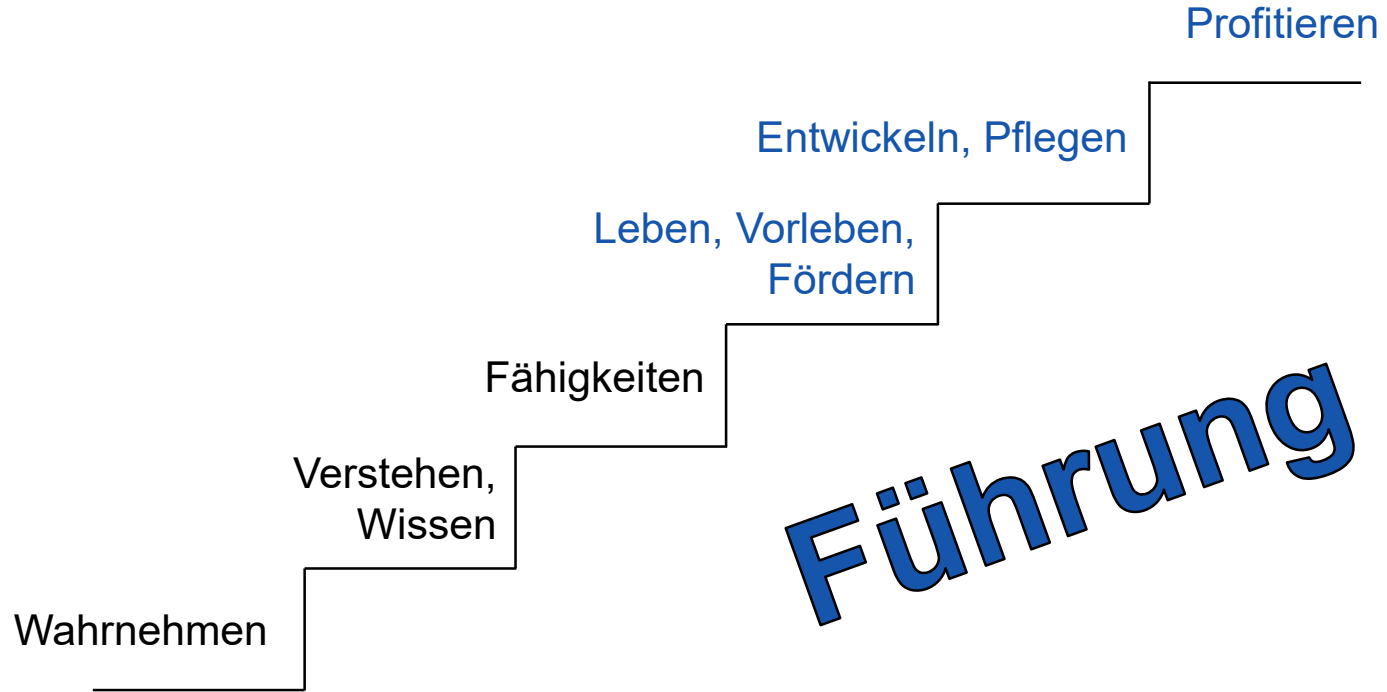 Profitieren
Entwickeln, Pflegen
Leben, Vorleben,
Fördern
Fähigkeiten
Verstehen,
Wissen
Wahrnehmen
Führung